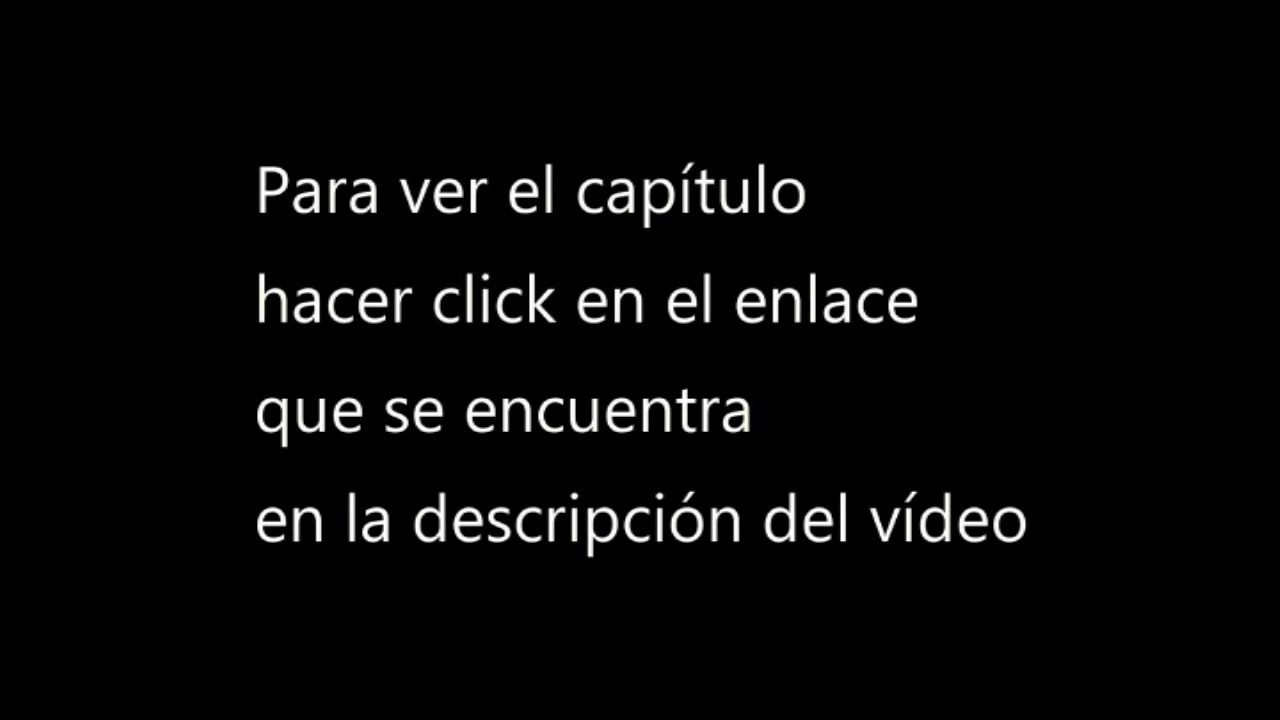 Para ver el capítulo
hacer click en el enlace
que se encuentra
en la descripción del vídeo